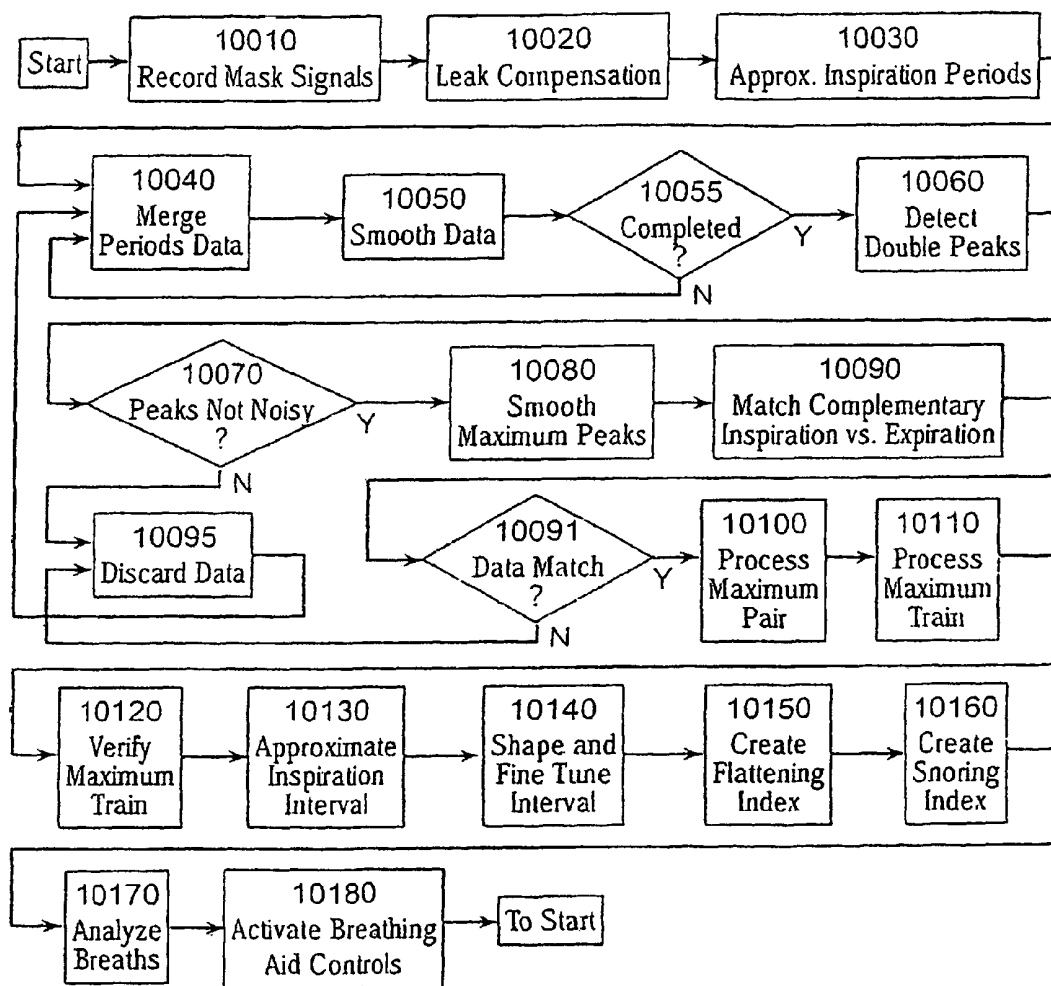 Start
10010
Record Mask Signals
10020
Leak Compensation
10030
Approx. Inspiration Periods
10040
Merge
Periods Data
10050
Smooth Data
10055
Completed
?
Y
N
10060
Detect
Double Peaks
10070
Peaks Not Noisy
?
Y
N
10080
Smooth
Maximum Peaks
10090
Match Complementary
Inspiration vs. Expiration
10095
Discard Data
10091
Data Match
?
Y
N
10100
Process
Maximum
Pair
10110
Process
Maximum
Train
10120
Verify
Maximum
Train
10130
Approximate
Inspiration
Interval
10140
Shape and
Fine Tune
Interval
10150
Create
Flattening
Index
10160
Create
Snoring
Index
10170
Analyze
Breaths
10180
Activate Breathing
Aid Controls
To Start